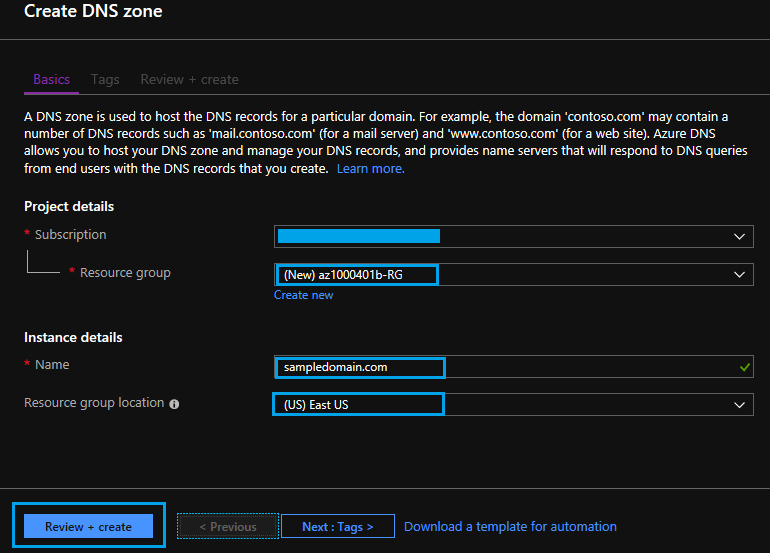 Create DNS zone
Basics Tags Review + create
A DNS zone is used to host the DNS records for a particular domain. For example, the domain 'contoso.com' may contain a
number of DNS records such as 'mail.contoso.com' (for a mail server) and 'www.contoso.com' (for a web site). Azure DNS
allows you to host your DNS zone and manage your DNS records, and provides name servers that will respond to DNS queries
from end users with the DNS records that you create. Learn more.
Project details
* Subscription
* Resource group (New) az1000401b-RG
Create new
Instance details
* Name sampledomain.com
Resource group location (US) East US
Review + create < Previous Next : Tags > Download a template for automation